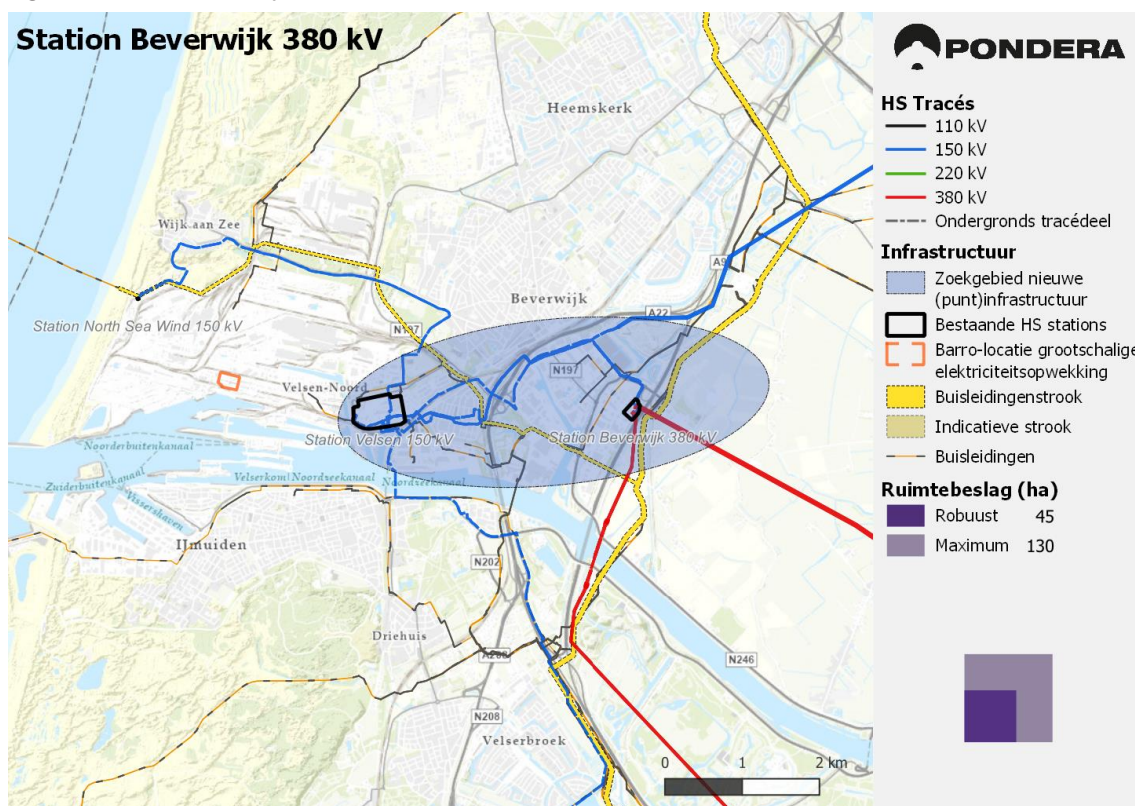 Station Beverwijk 380 kV
Heemskerk
Wijk aan Zee
A9
Beverwijk
A22
Station North Sea Wind 150 kV
N197
N197
Velsen-Noord
Station Velsen 150 kV
Station Beverwijk 380 kV
Noorderbuitenkanaal
Velserkom
Noordzeekanaal
Noordzeekanaal
Zuiderbuitenkanaal
Vissershaven
IJmuiden
N202
Driehuis
A208
N246
N208
Velserbroek
0 1 2 km
PONDERA
HS Tracés
110 kV
150 kV
220 kV
380 kV
Ondergronds tracédeel
Infrastructuur
Zoekgebied nieuwe
(punt)infrastructuur
Bestaande HS stations
Barro-locatie grootschalige
elektriciteitsopwekking
Buisleidingenstrook
Indicatieve strook
Buisleidingen
Ruimtebeslag (ha)
Robuust 45
Maximum 130